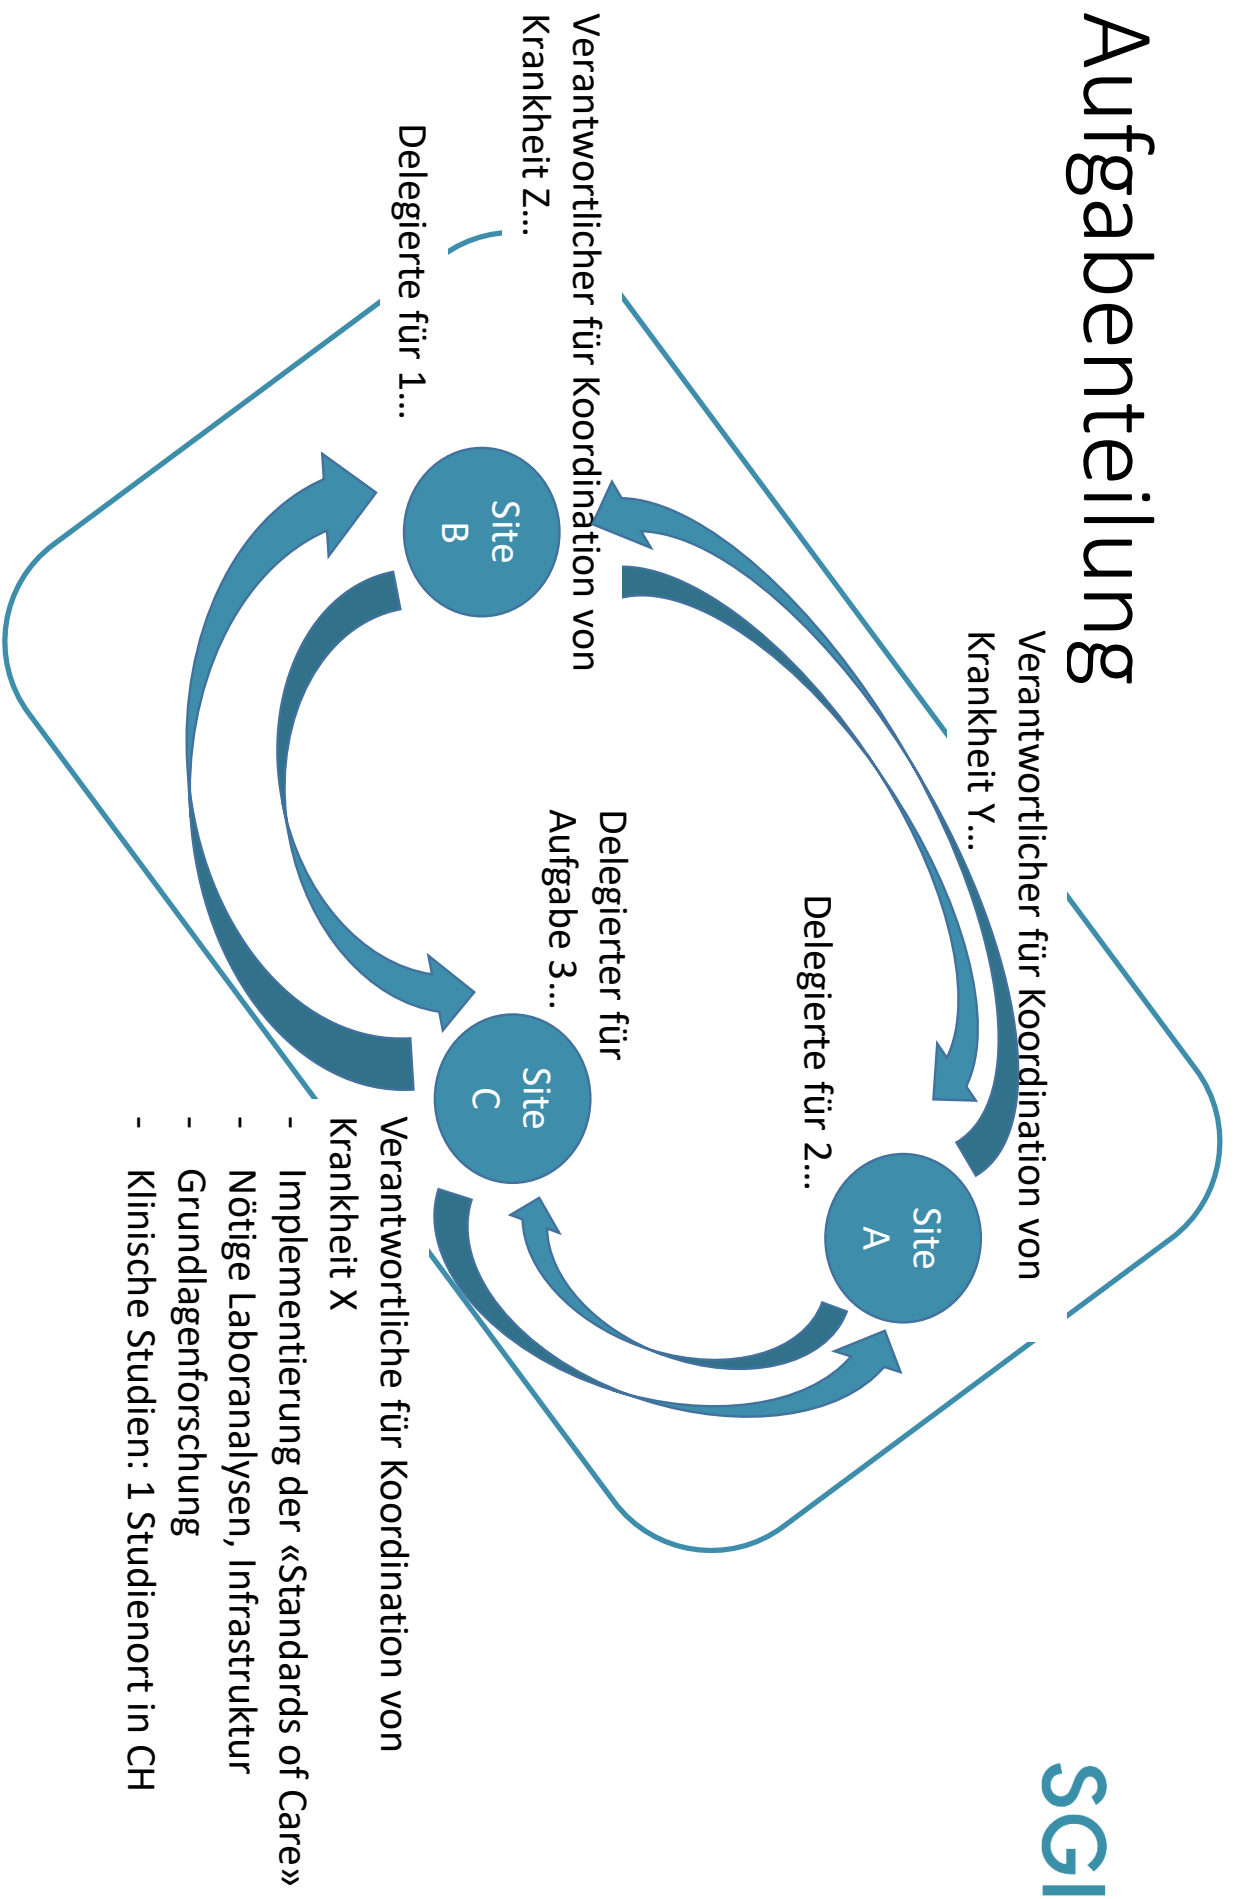 Aufgabenteilung
SGI
Verantwortlicher für Koordination von
Krankheit Y...
Site
A
Delegierte für 2...
Verantwortlicher für Koordination von
Krankheit Z...
Delegierte für 1...
Site
B
Delegierter für
Aufgabe 3...
Site
C
Verantwortliche für Koordination von
Krankheit X
- Implementierung der «Standards of Care»
- Nötige Laboranalysen, Infrastruktur
- Grundlagenforschung
- Klinische Studien: 1 Studienort in CH